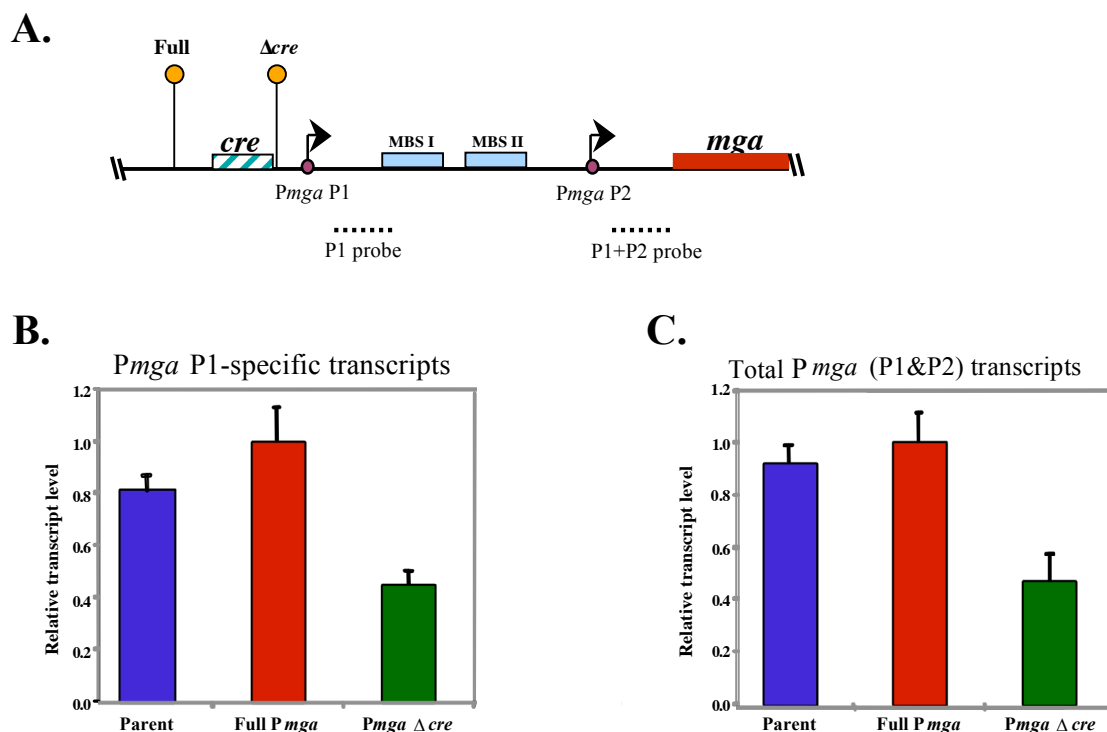 A.
Full
Δcre
cre
MBS I
MBS II
mga
Pmga P1
Pmga P2
P1 probe
P1+P2 probe
B.
Pmga P1-specific transcripts
Relative transcript level
1.2
1.0
0.8
0.6
0.4
0.2
0.0
Parent
Full Pmga
Pmga Δcre
C.
Total Pmga (P1&P2) transcripts
Relative transcript level
1.2
1.0
0.8
0.6
0.4
0.2
0.0
Parent
Full Pmga
Pmga Δcre